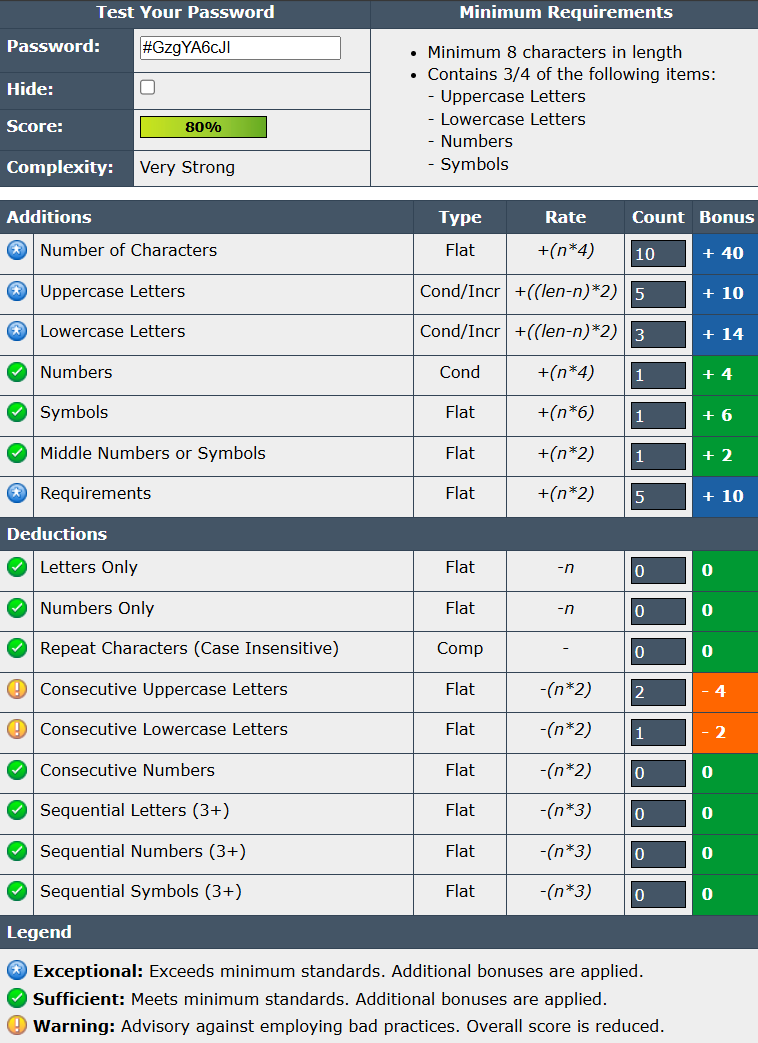 Test Your Password
Minimum Requirements
Password:
#GzgYA6cJI
Hide:
Score:
80%
Complexity:
Very Strong
• Minimum 8 characters in length
• Contains 3/4 of the following items:
- Uppercase Letters
- Lowercase Letters
- Numbers
- Symbols
Additions Type Rate Count Bonus
Number of Characters Flat +(n*4) 10 + 40
Uppercase Letters Cond/Incr +((len-n)*2) 5 + 10
Lowercase Letters Cond/Incr +((len-n)*2) 3 + 14
Numbers Cond +(n*4) 1 + 4
Symbols Flat +(n*6) 1 + 6
Middle Numbers or Symbols Flat +(n*2) 1 + 2
Requirements Flat +(n*2) 5 + 10
Deductions
Letters Only Flat -n 0 0
Numbers Only Flat -n 0 0
Repeat Characters (Case Insensitive) Comp - 0 0
Consecutive Uppercase Letters Flat -(n*2) 2 - 4
Consecutive Lowercase Letters Flat -(n*2) 1 - 2
Consecutive Numbers Flat -(n*2) 0 0
Sequential Letters (3+) Flat -(n*3) 0 0
Sequential Numbers (3+) Flat -(n*3) 0 0
Sequential Symbols (3+) Flat -(n*3) 0 0
Legend
Exceptional: Exceeds minimum standards. Additional bonuses are applied.
Sufficient: Meets minimum standards. Additional bonuses are applied.
Warning: Advisory against employing bad practices. Overall score is reduced.